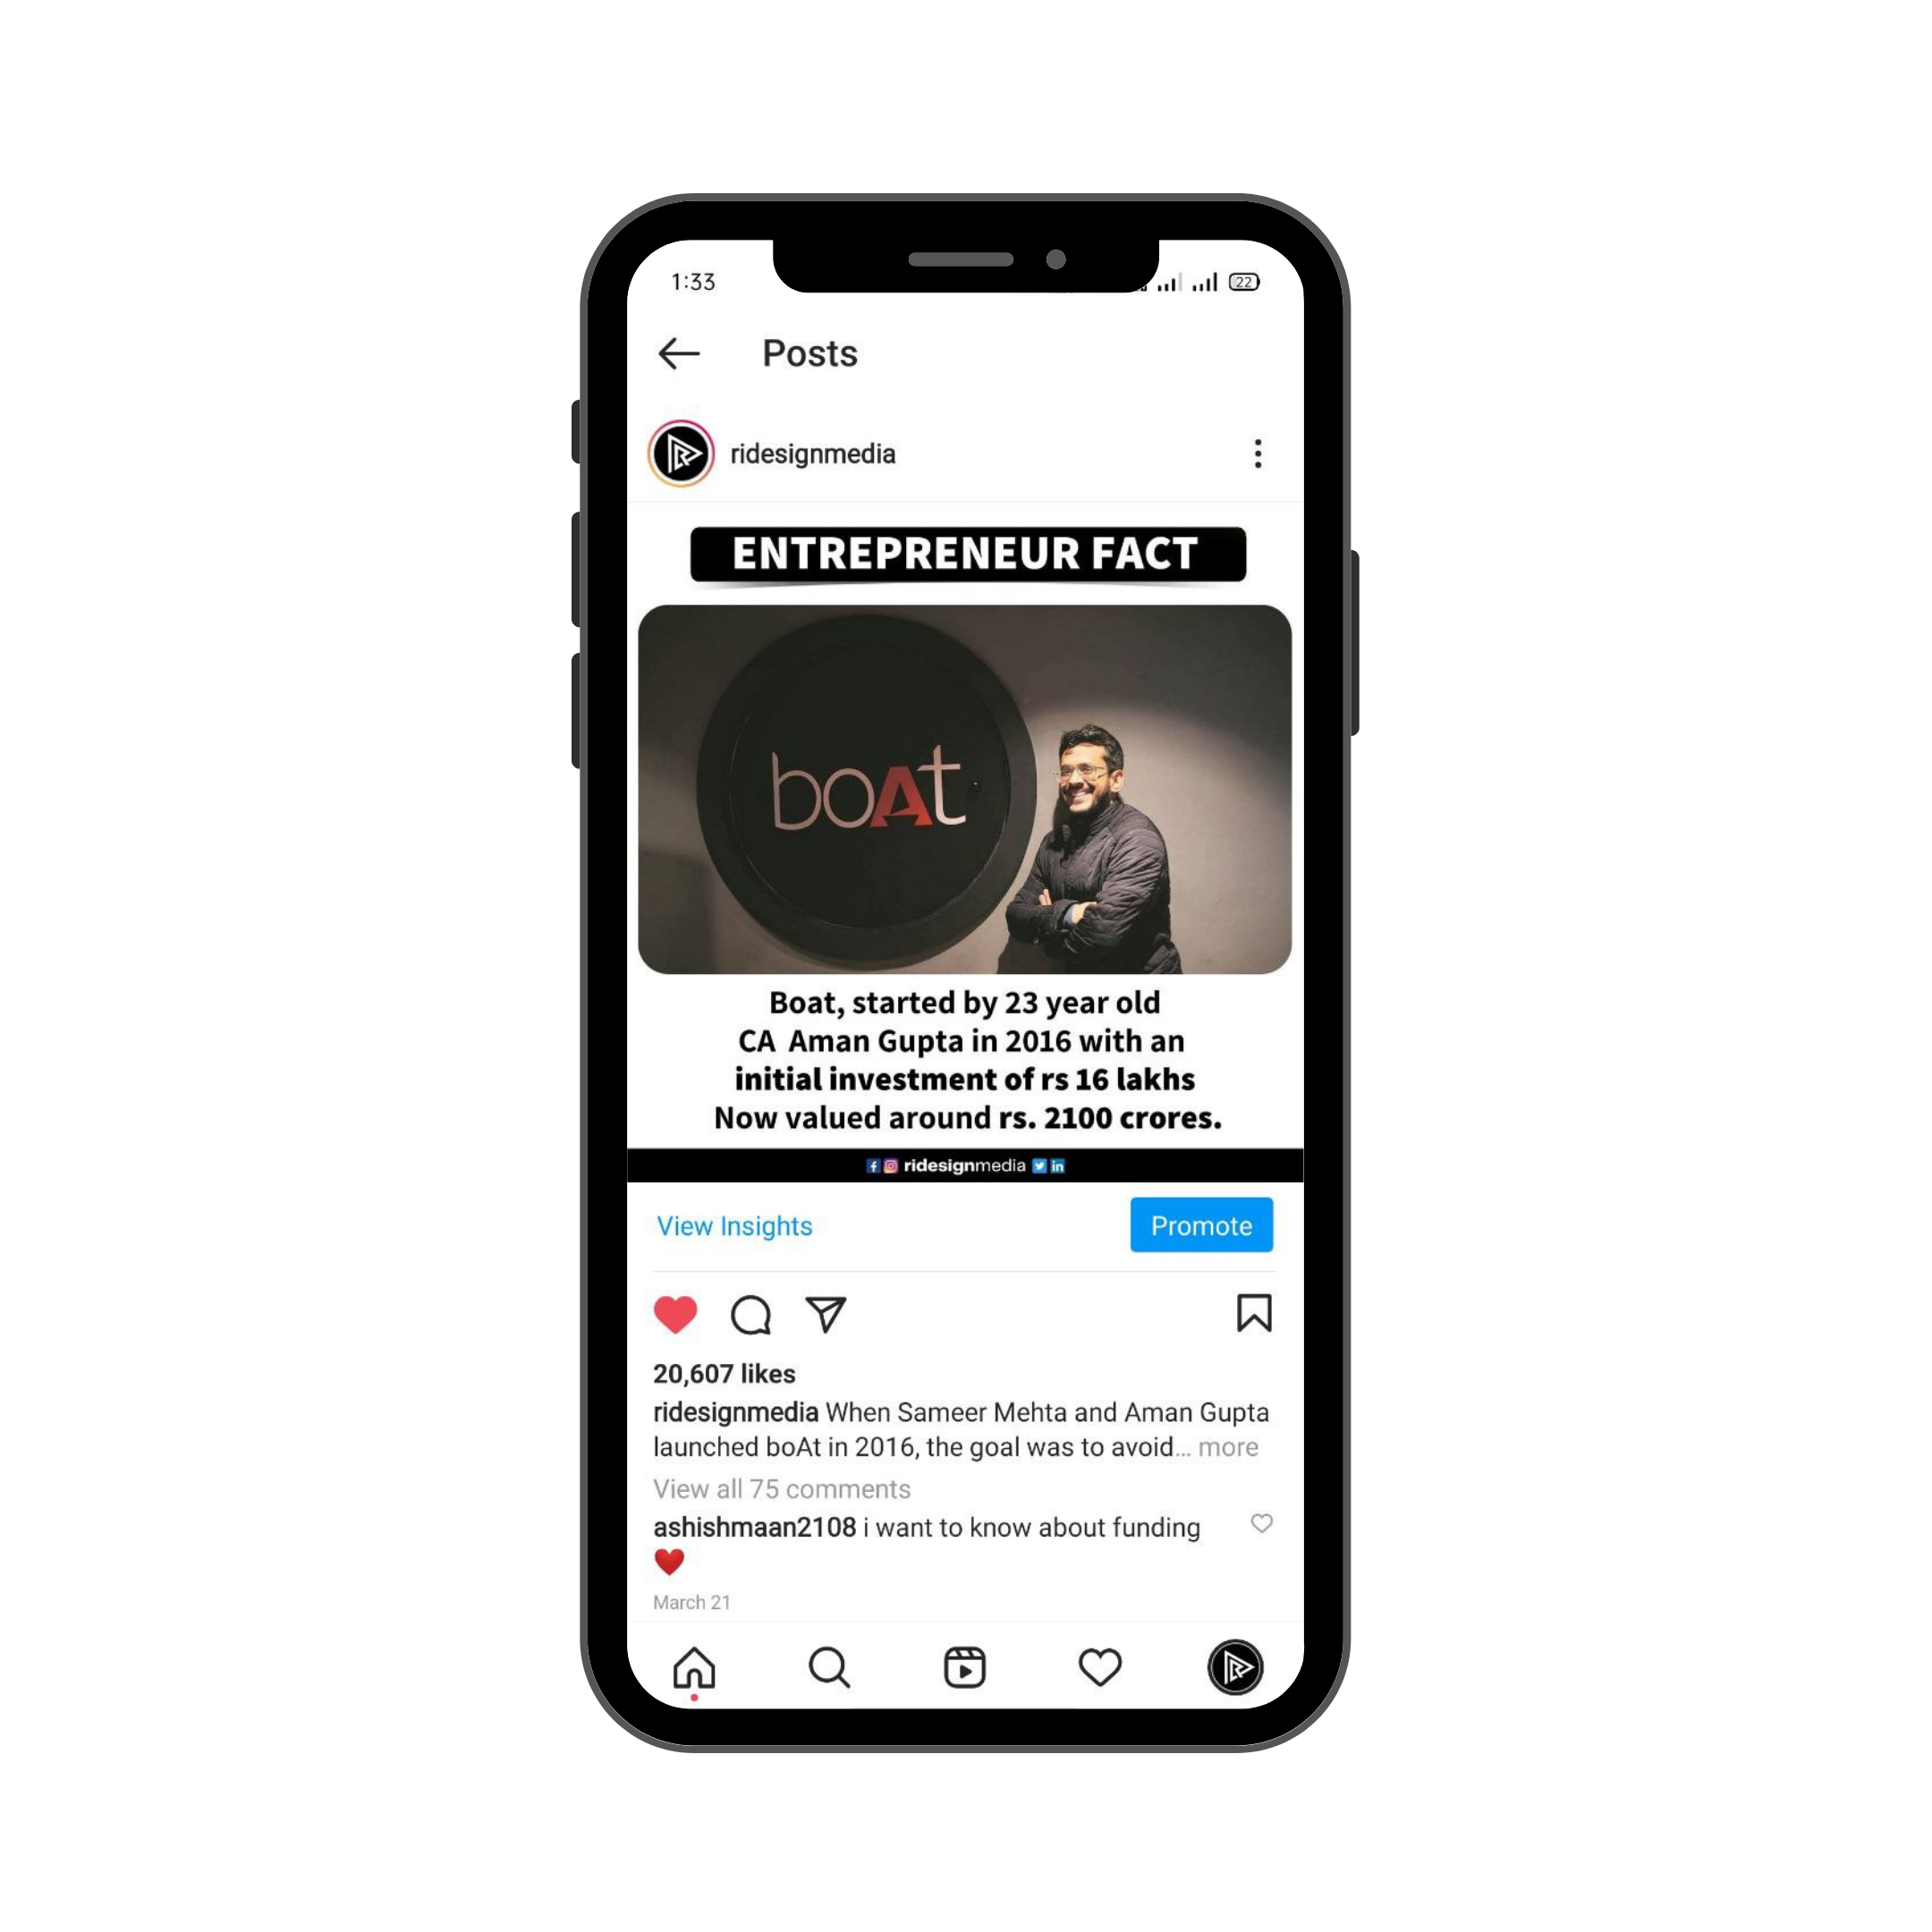 1:33
22
Posts
ridesignmedia
ENTREPRENEUR FACT
boAt
Boat, started by 23 year old
CA  Aman Gupta in 2016 with an
initial investment of rs 16 lakhs
Now valued around rs. 2100 crores.
ridesignmedia
View Insights
Promote
20,607 likes
ridesignmedia When Sameer Mehta and Aman Gupta
launched boAt in 2016, the goal was to avoid... more
View all 75 comments
ashishmaan2108 i want to know about funding
❤️
March 21